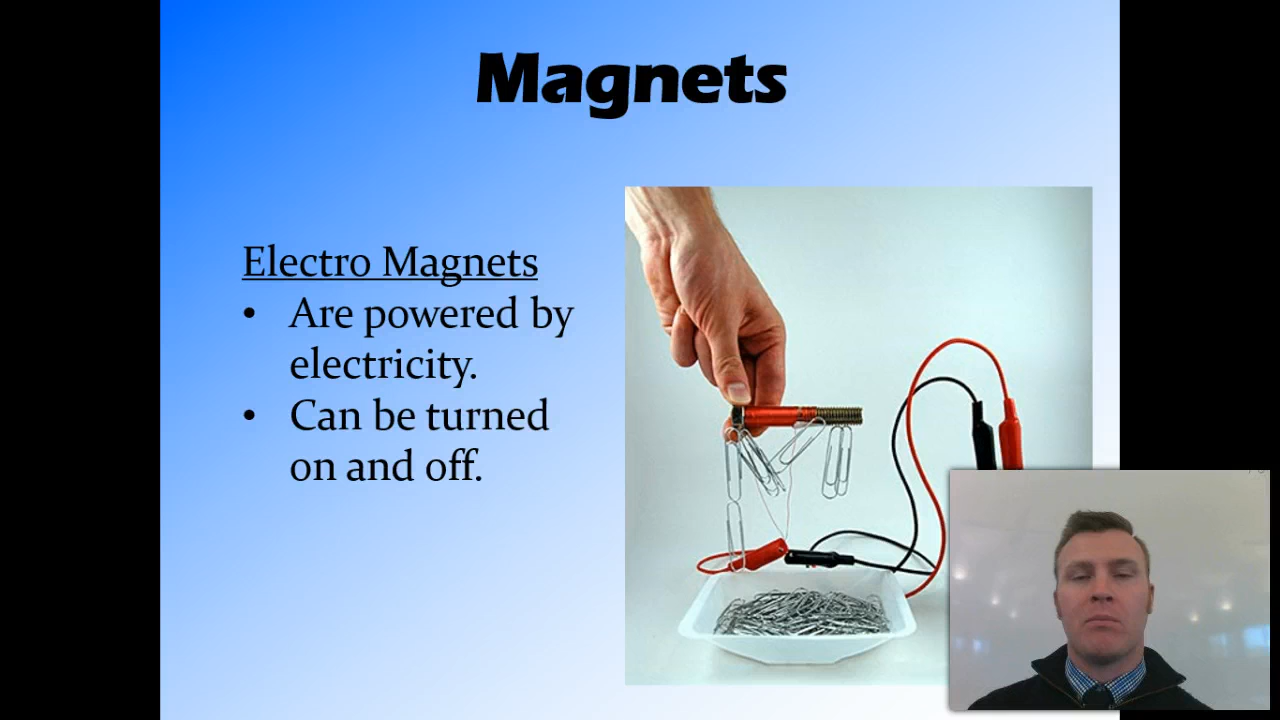 Magnets
Electro Magnets
• Are powered by
electricity.
• Can be turned
on and off.